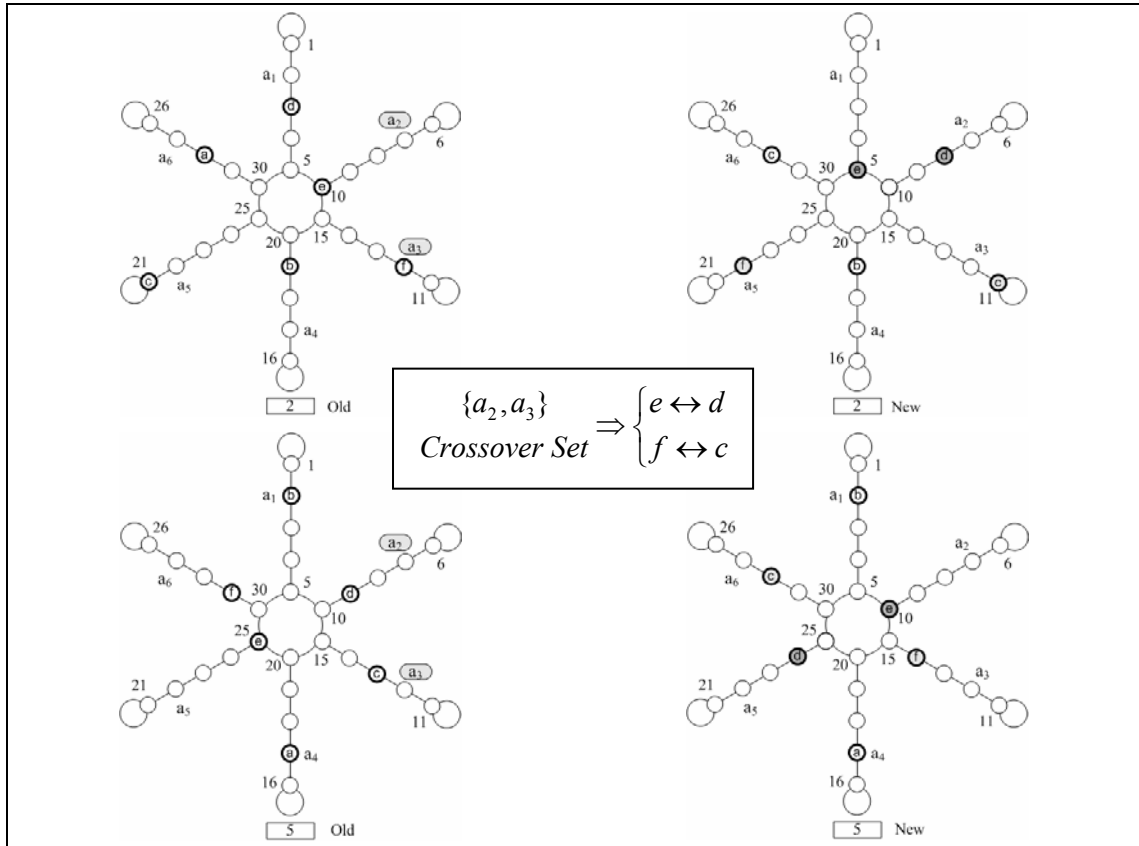 1
a₁
d
26
a₂
a
6
a₆
30
5
e
10
25
20
15
a₃
21
b
f
c
a₅
11
a₄
16
2 Old
1
a₁
26
a₂
c
d
6
a₆
30
5
e
10
25
20
15
a₃
21
f
b
c
a₅
11
a₄
16
2 New
{a₂, a₃}
Crossover Set
⇒
e ↔ d
f ↔ c
1
a₁ b
26
a₂
6
a₆
f
30
5
d
10
25
e
20
15
c
a₃
21
a₅
11
a a₄
16
5 Old
1
a₁ b
26
a₂
6
c
a₆
30
5
e
10
25
20
15
d
f
21
a₃
a₅
11
a a₄
16
5 New